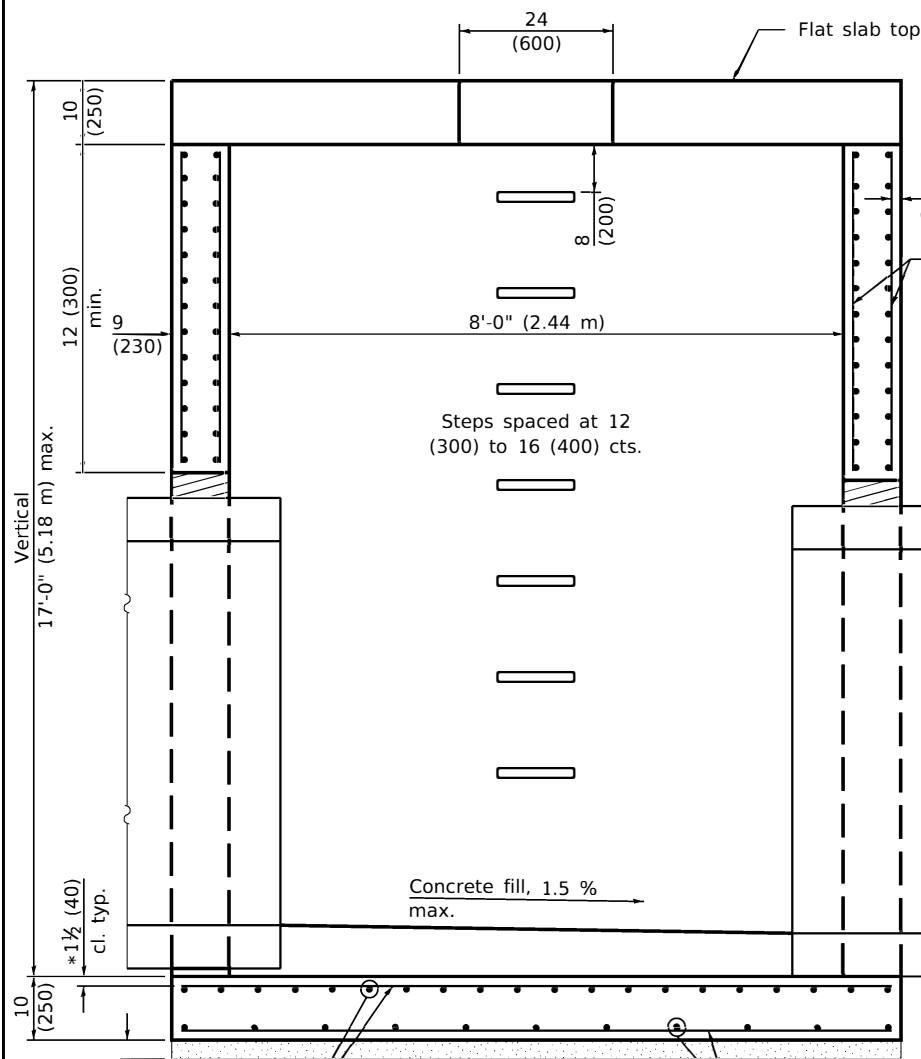 24
(600)
Flat slab top
10
(250)
8
(200)
12 (300)
min.
9
(230)
8'-0" (2.44 m)
Steps spaced at 12
(300) to 16 (400) cts.
Vertical
17'-0" (5.18 m) max.
Concrete fill, 1.5 %
max.
*1½ (40)
cl. typ.
10
(250)